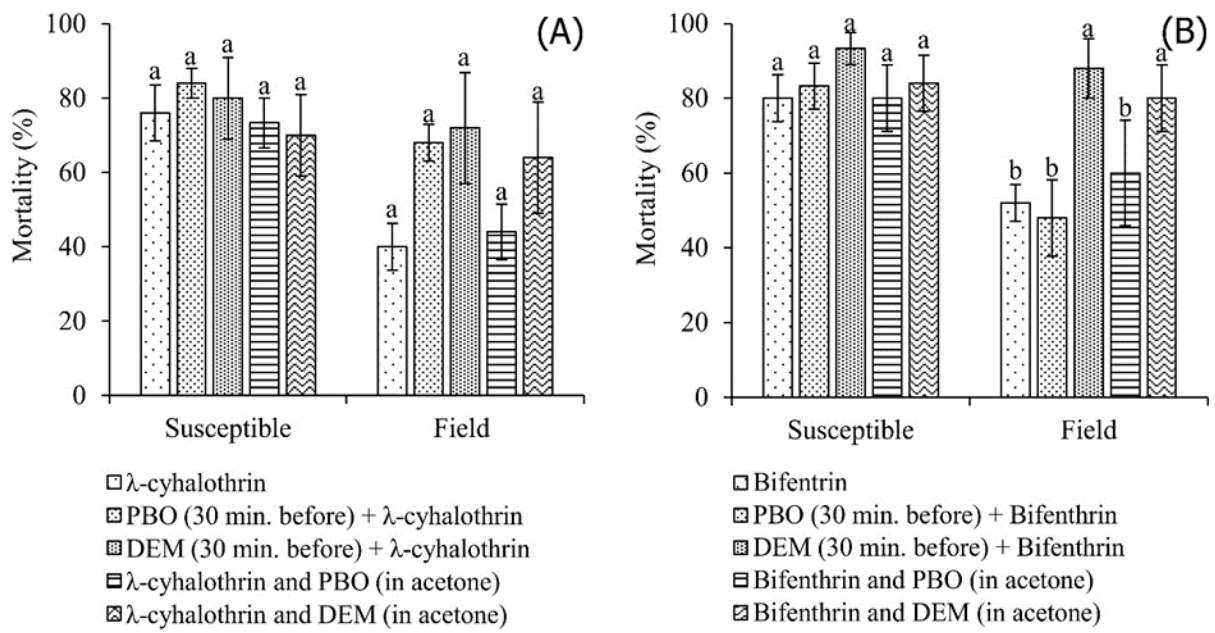 (A)
Mortality (%)
100
80
60
40
20
0
a a a a a
a a a a a
Susceptible Field
λ-cyhalothrin
PBO (30 min. before) + λ-cyhalothrin
DEM (30 min. before) + λ-cyhalothrin
λ-cyhalothrin and PBO (in acetone)
λ-cyhalothrin and DEM (in acetone)
(B)
Mortality (%)
100
80
60
40
20
0
a a a a a
b b a b a
Susceptible Field
Bifentrin
PBO (30 min. before) + Bifenthrin
DEM (30 min. before) + Bifenthrin
Bifenthrin and PBO (in acetone)
Bifenthrin and DEM (in acetone)